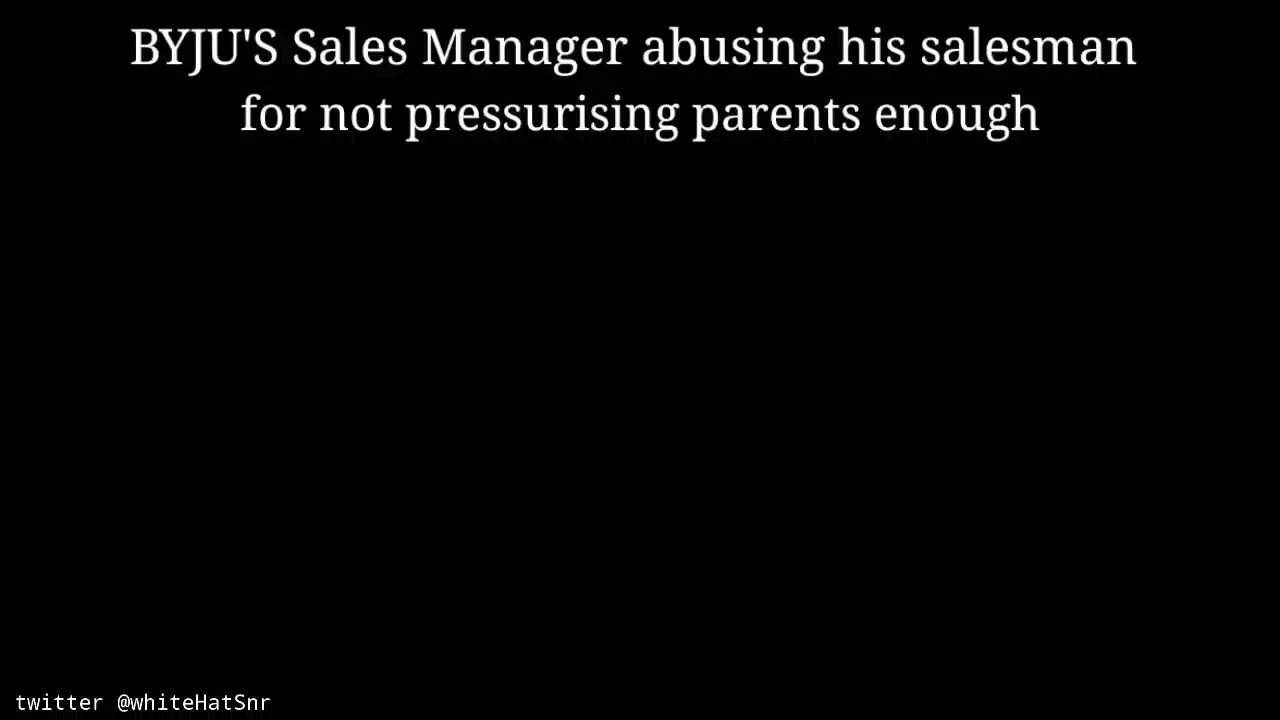 BYJU'S Sales Manager abusing his salesman
for not pressurising parents enough
twitter @whiteHatSnr